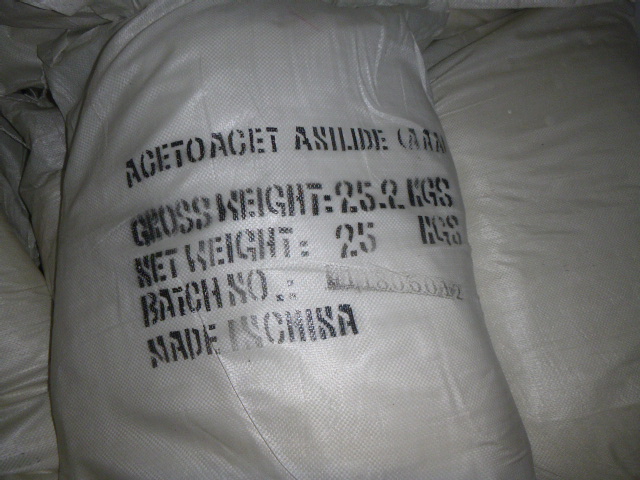 ACETOACET ANILIDE (AAA)
GROSS WEIGHT: 25.2 KGS
NET WEIGHT: 25 KGS
BATCH NO.:
MADE IN CHINA